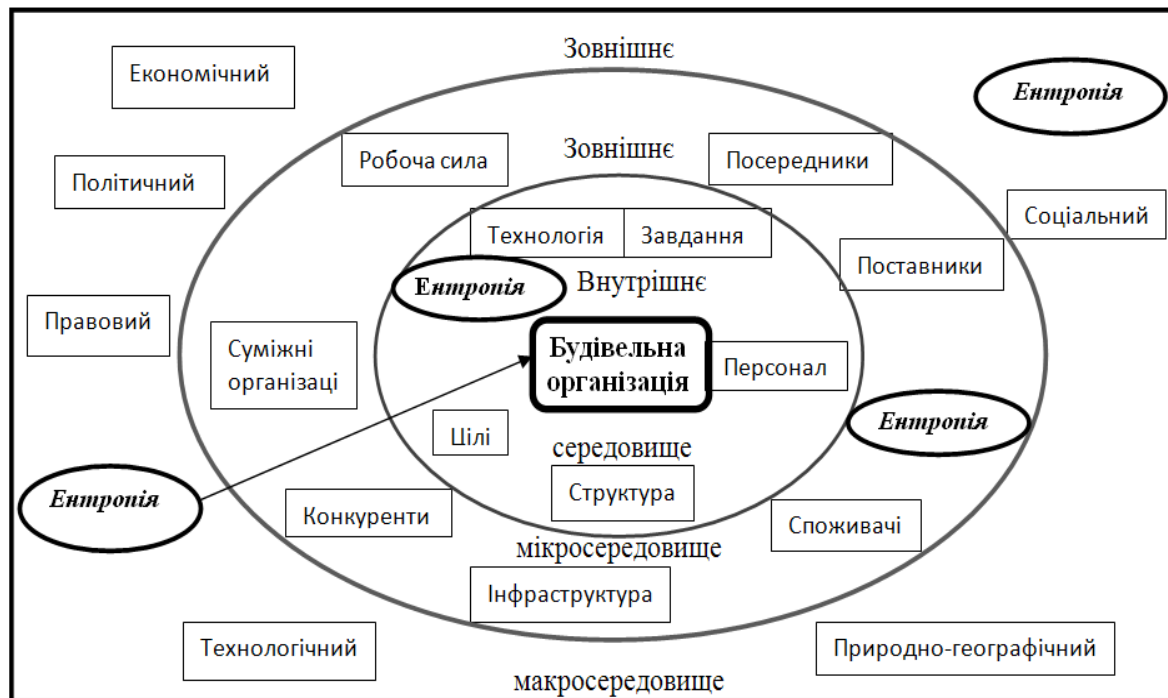 Зовнішнє
Економічний
Ентропія
Робоча сила
Зовнішнє
Посередники
Політичний
Соціальний
Технологія
Завдання
Поставники
Ентропія
Внутрішнє
Правовий
Суміжні
організаці
Будівельна
організація
Персонал
Ентропія
Цілі
середовище
Ентропія
Структура
Конкуренти
Споживачі
мікросередовище
Інфраструктура
Технологічний
Природно-географічний
макросередовище